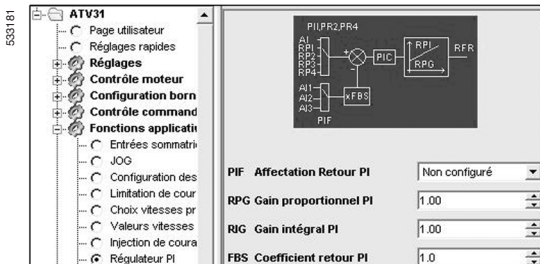 533181
ATV31
Page utilisateur
Réglages rapides
Réglages
Contrôle moteur
Configuration born
Contrôle command
Fonctions applicati
Entrées sommatri
JOG
Configuration des
Limitation de cour
Choix vitesses pr
Valeurs vitesses
Injection de coura
Régulateur PI
PII,PR2,PR4
AI
RPI
RP2
RP3
RP4
+
-
PIC
RPI
RPG
RFR
AI1
AI2
AI3
xFBS
PIF
PIF Affectation Retour PI Non configuré
RPG Gain proportionnel PI 1.00
RIG Gain intégral PI 1.00
FBS Coefficient retour PI 1.0